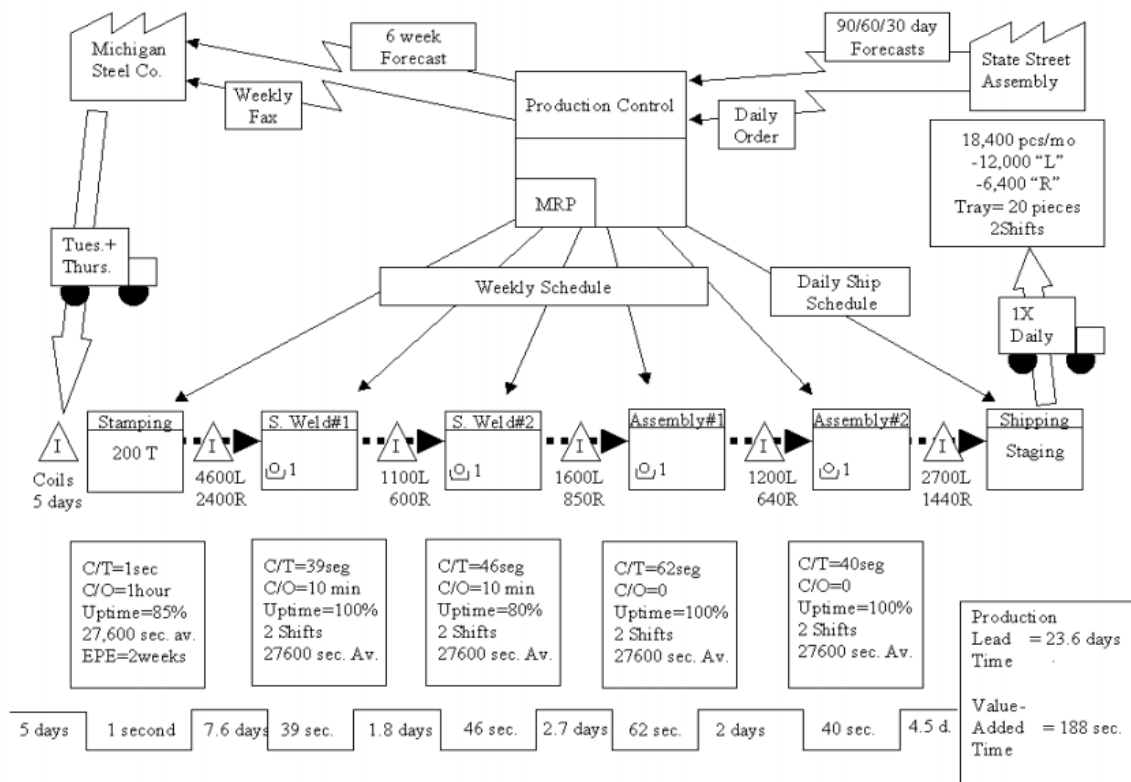 Michigan
Steel Co.
6 week
Forecast
90/60/30 day
Forecasts
State Street
Assembly
Weekly
Fax
Production Control
Daily
Order
18,400 pcs/mo
-12,000 “L”
-6,400 “R”
Tray= 20 pieces
2Shifts
MRP
Tues.+
Thurs.
Weekly Schedule
Daily Ship
Schedule
1X
Daily
Stamping
200 T
S. Weld#1
1
S. Weld#2
1
Assembly#1
1
Assembly#2
1
Shipping
Staging
I
I
I
I
I
I
Coils
5 days
4600L
2400R
1100L
600R
1600L
850R
1200L
640R
2700L
1440R
C/T=1sec
C/O=1hour
Uptime=85%
27,600 sec. av.
EPE=2weeks
C/T=39seg
C/O=10 min
Uptime=100%
2 Shifts
27600 sec. Av.
C/T=46seg
C/O=10 min
Uptime=80%
2 Shifts
27600 sec. Av.
C/T=62seg
C/O=0
Uptime=100%
2 Shifts
27600 sec. Av.
C/T=40seg
C/O=0
Uptime=100%
2 Shifts
27600 sec. Av.
Production
Lead = 23.6 days
Time
Value-
Added = 188 sec.
Time
5 days
1 second
7.6 days
39 sec.
1.8 days
46 sec.
2.7 days
62 sec.
2 days
40 sec.
4.5 d.